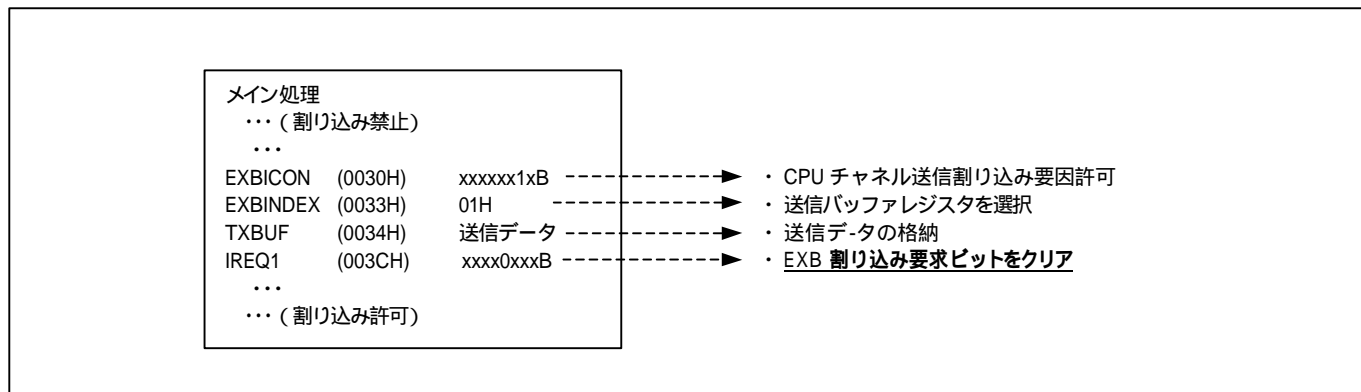 メイン処理
・・・ (割り込み禁止)
・・・
EXBICON (0030H) xxxxxx1xB ・ CPU チャネル送信割り込み要因許可
EXBINDEX (0033H) 01H ・ 送信バッファレジスタを選択
TXBUF (0034H) 送信データ ・ 送信デ-タの格納
IREQ1 (003CH) xxxx0xxxB ・ EXB 割り込み要求ビットをクリア
・・・
・・・ (割り込み許可)